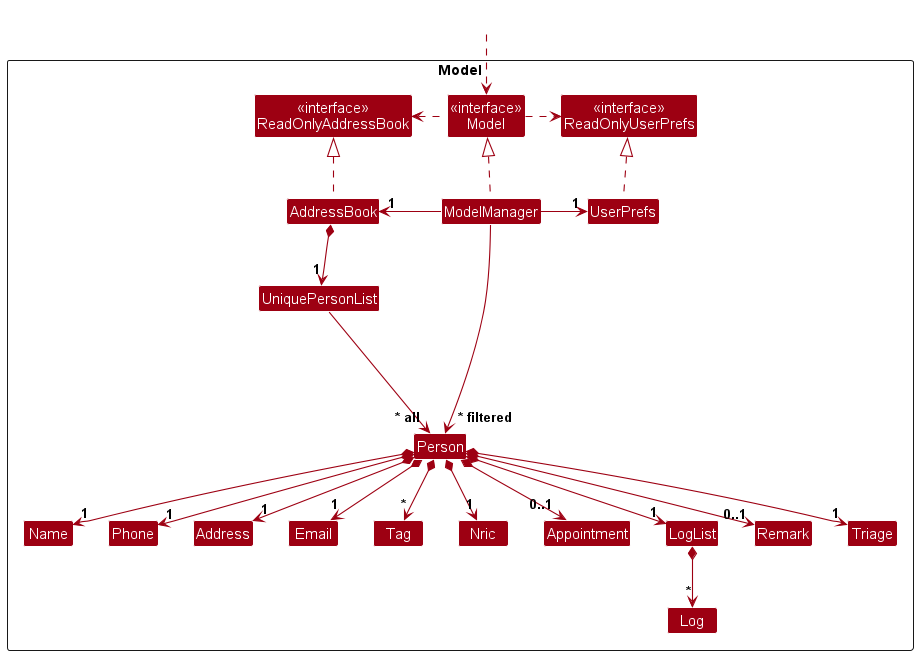 Model
«interface»
ReadOnlyAddressBook
«interface»
Model
«interface»
ReadOnlyUserPrefs
AddressBook
1
ModelManager
1
UserPrefs
1
UniquePersonList
* all
* filtered
Person
1
1
1
1
*
1
0..1
1
0..1
1
Name
Phone
Address
Email
Tag
Nric
Appointment
LogList
Remark
Triage
*
Log